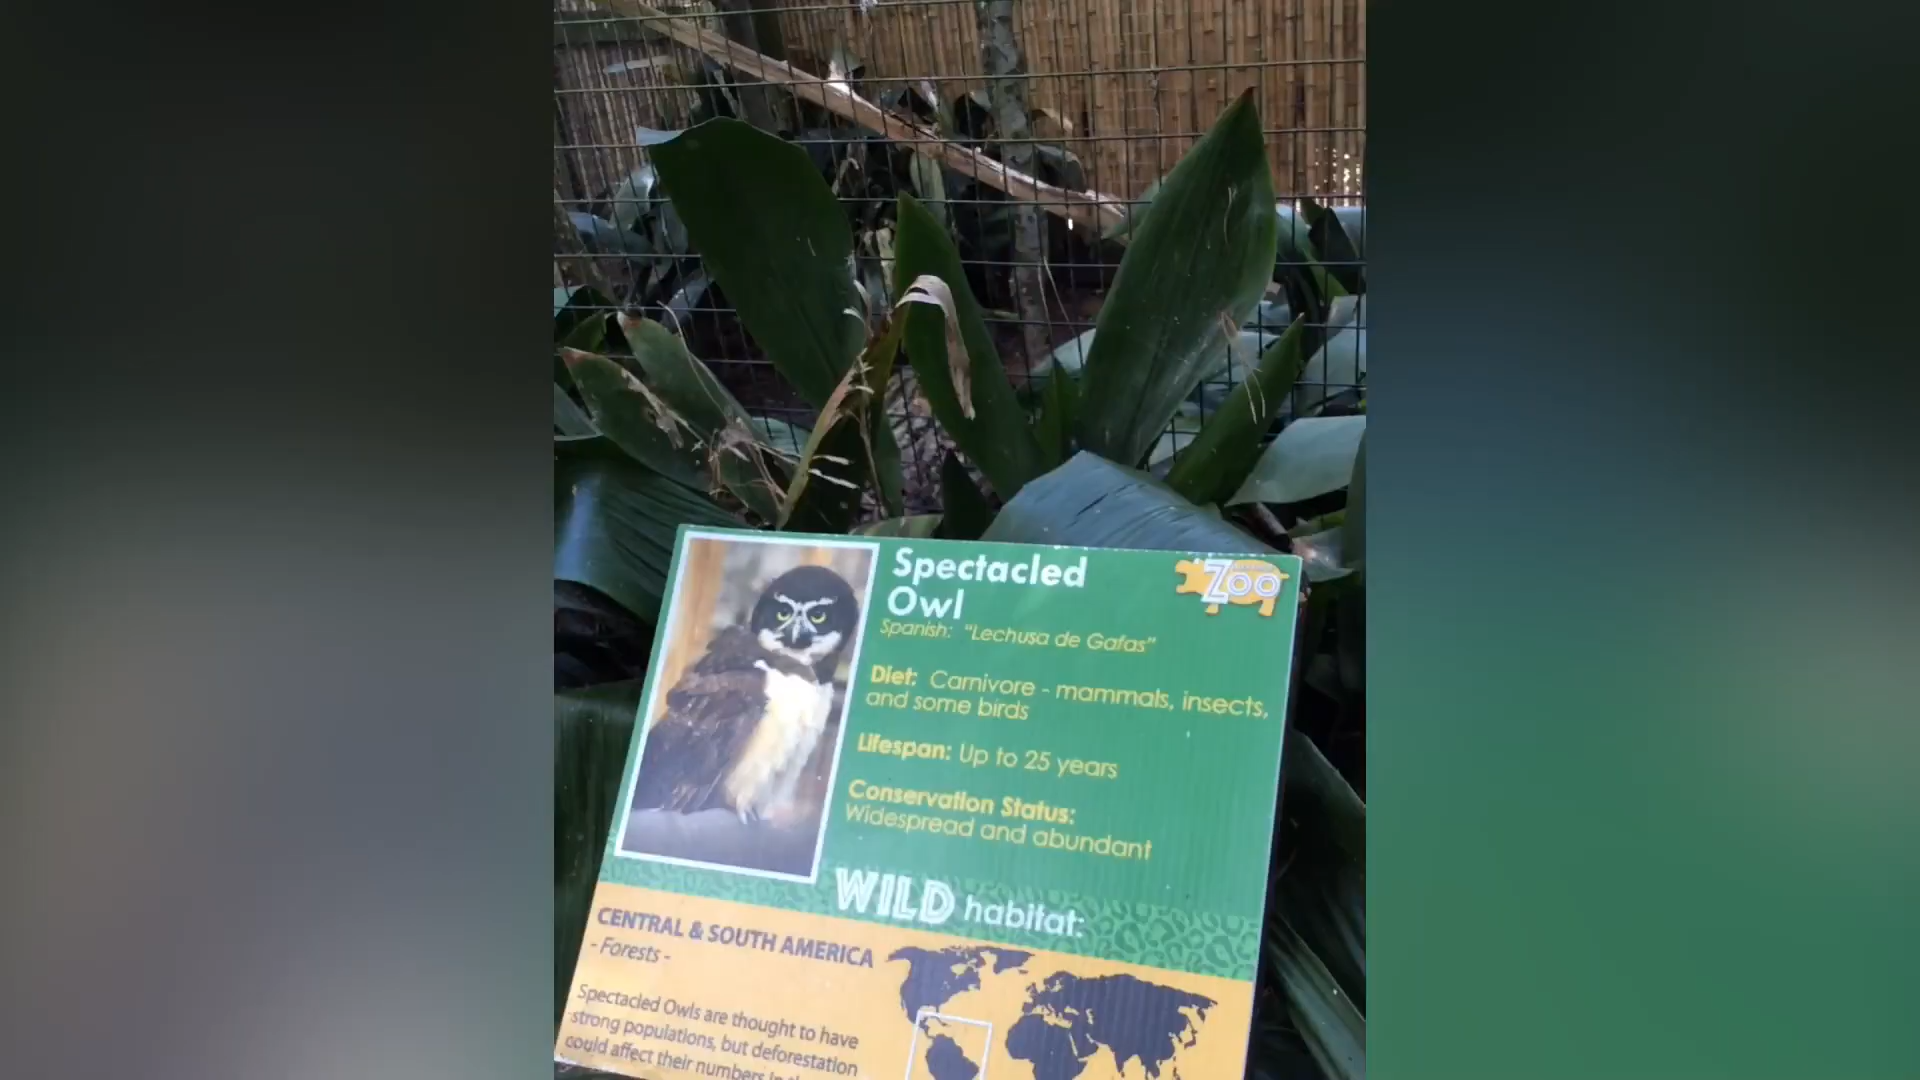 Spectacled
Owl
Zoo
Spanish: "Lechusa de Gafas"
Diet: Carnivore - mammals, insects,
and some birds
Lifespan: Up to 25 years
Conservation Status:
Widespread and abundant
WILD habitat:
CENTRAL & SOUTH AMERICA
- Forests -
Spectacled Owls are thought to have
strong populations, but deforestation
could affect their numbers in